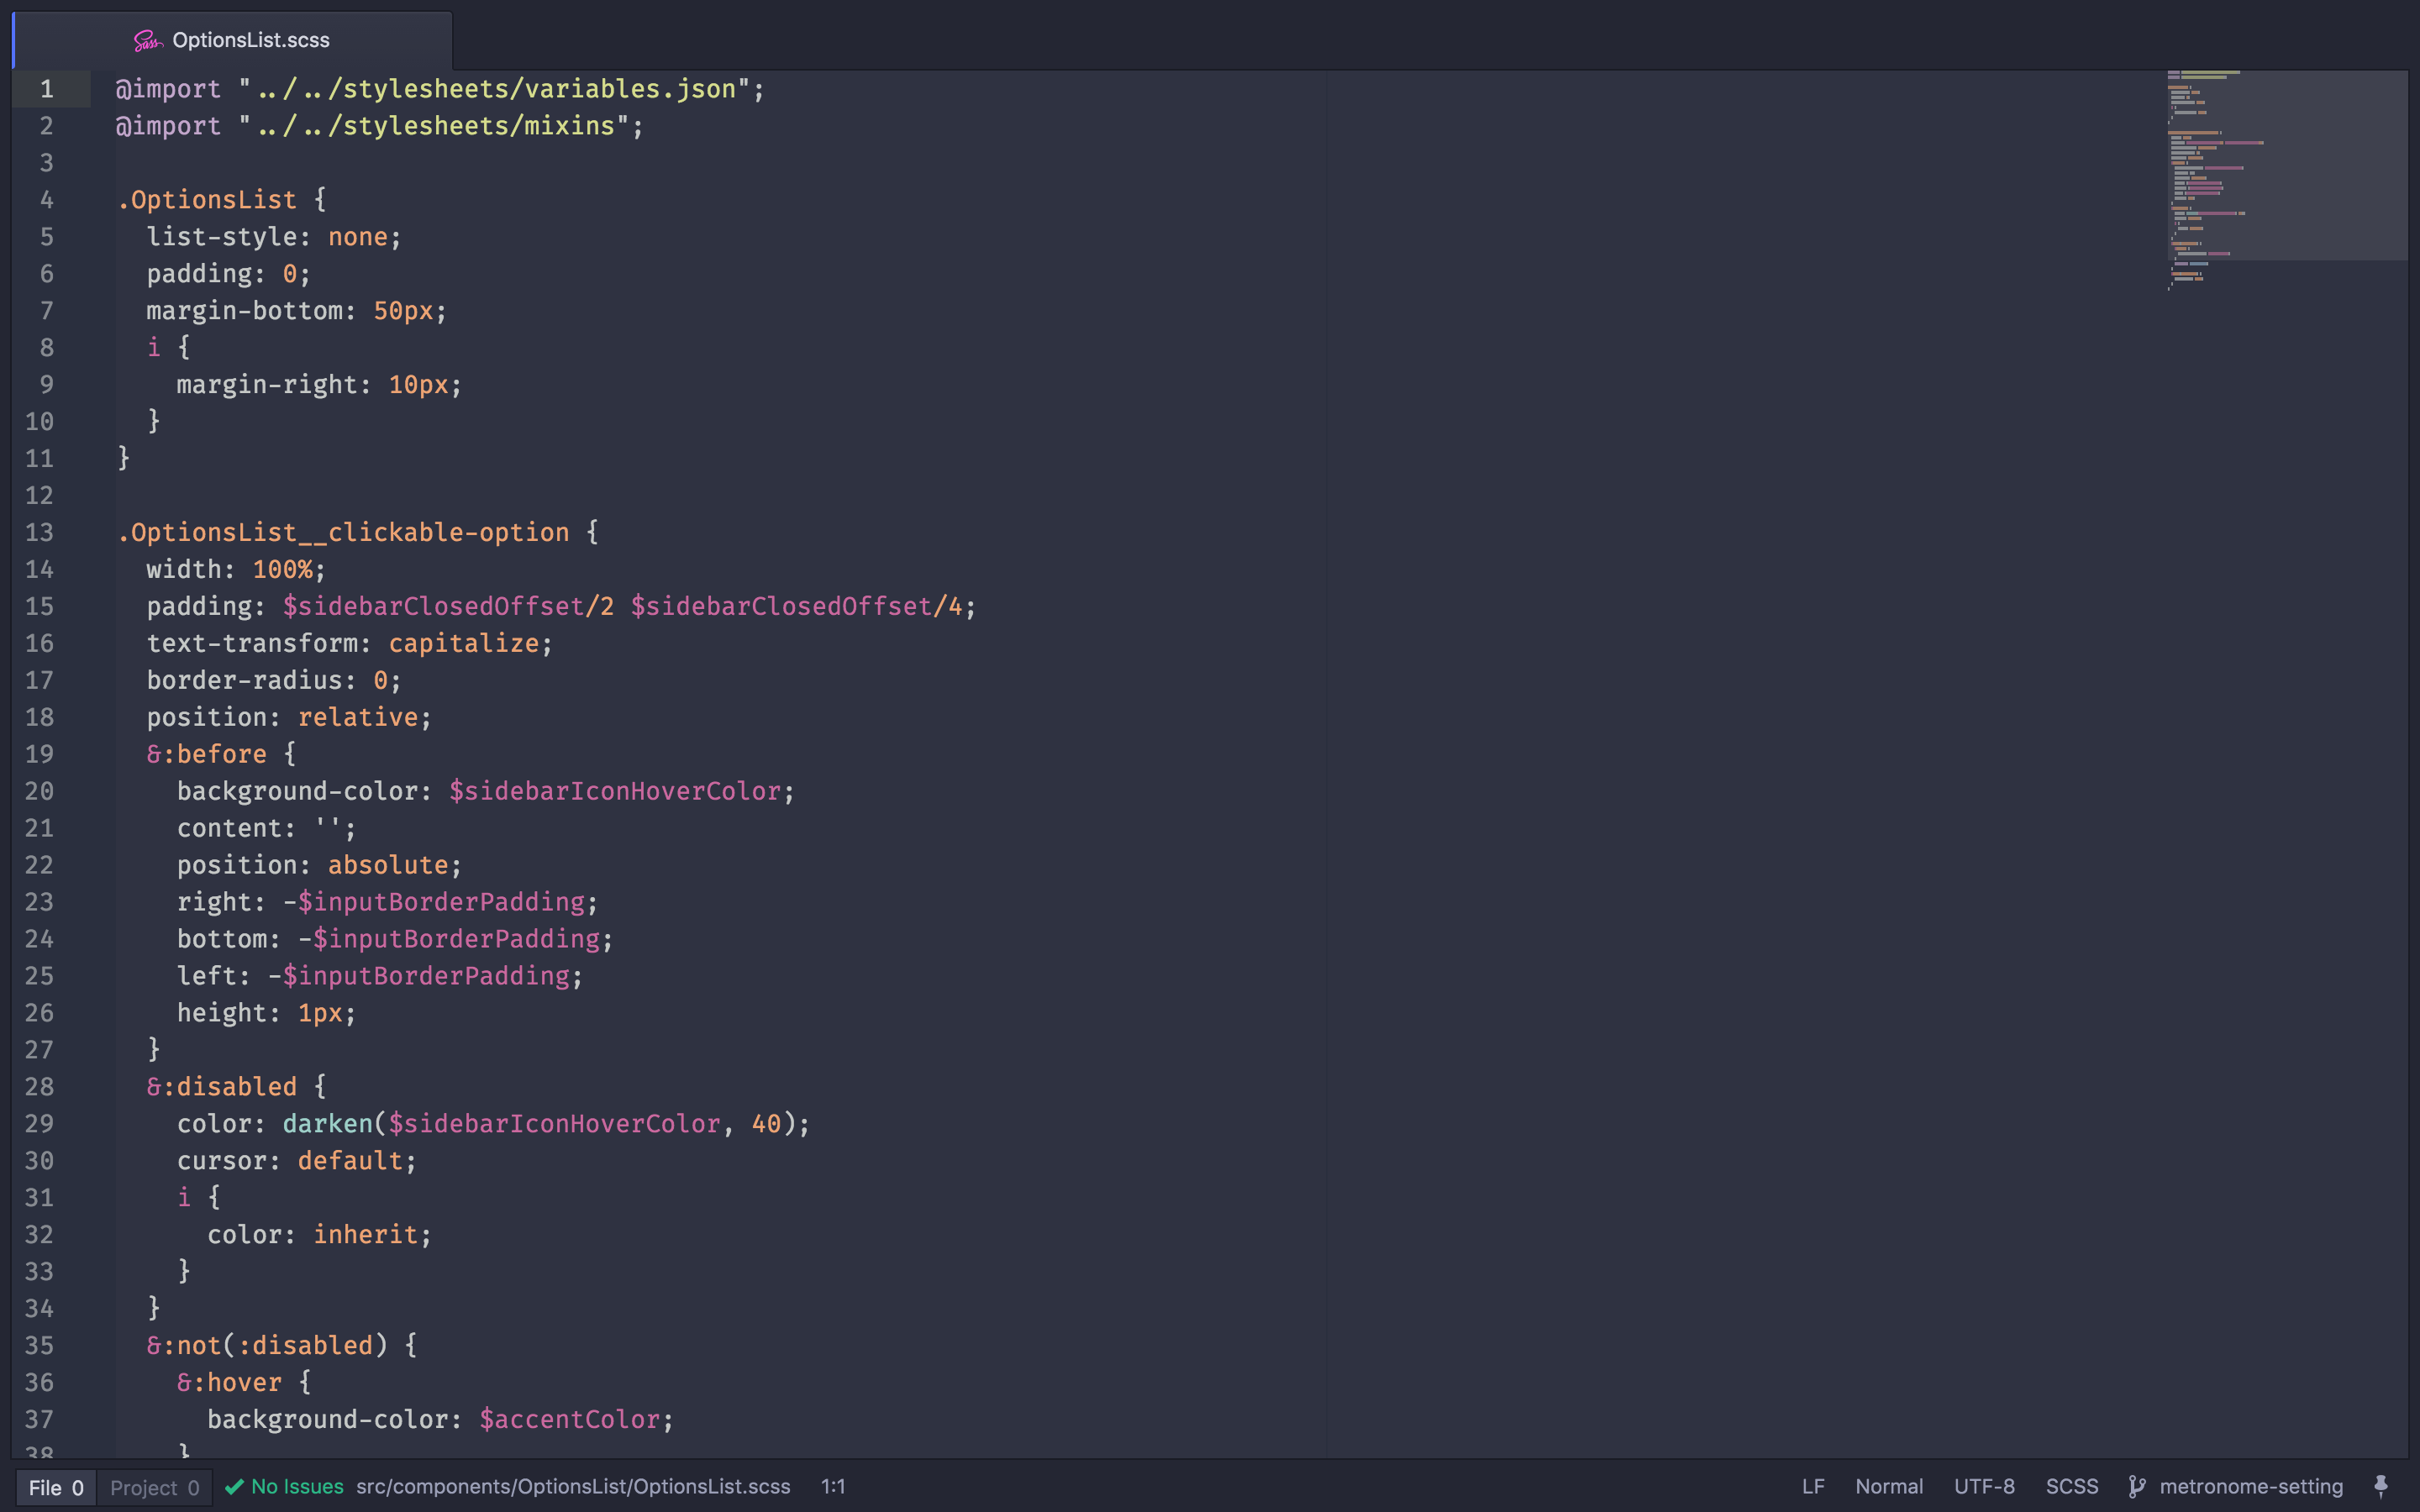 Sass OptionsList.scss
1 @import "../../stylesheets/variables.json";
2 @import "../../stylesheets/mixins";
3
4 .OptionsList {
5   list-style: none;
6   padding: 0;
7   margin-bottom: 50px;
8   i {
9     margin-right: 10px;
10   }
11 }
12
13 .OptionsList__clickable-option {
14   width: 100%;
15   padding: $sidebarClosedOffset/2 $sidebarClosedOffset/4;
16   text-transform: capitalize;
17   border-radius: 0;
18   position: relative;
19   &:before {
20     background-color: $sidebarIconHoverColor;
21     content: '';
22     position: absolute;
23     right: -$inputBorderPadding;
24     bottom: -$inputBorderPadding;
25     left: -$inputBorderPadding;
26     height: 1px;
27   }
28   &:disabled {
29     color: darken($sidebarIconHoverColor, 40);
30     cursor: default;
31     i {
32       color: inherit;
33     }
34   }
35   &:not(:disabled) {
36     &:hover {
37       background-color: $accentColor;
38     }
File 0 Project 0 No Issues src/components/OptionsList/OptionsList.scss 1:1 LF Normal UTF-8 SCSS metronome-setting